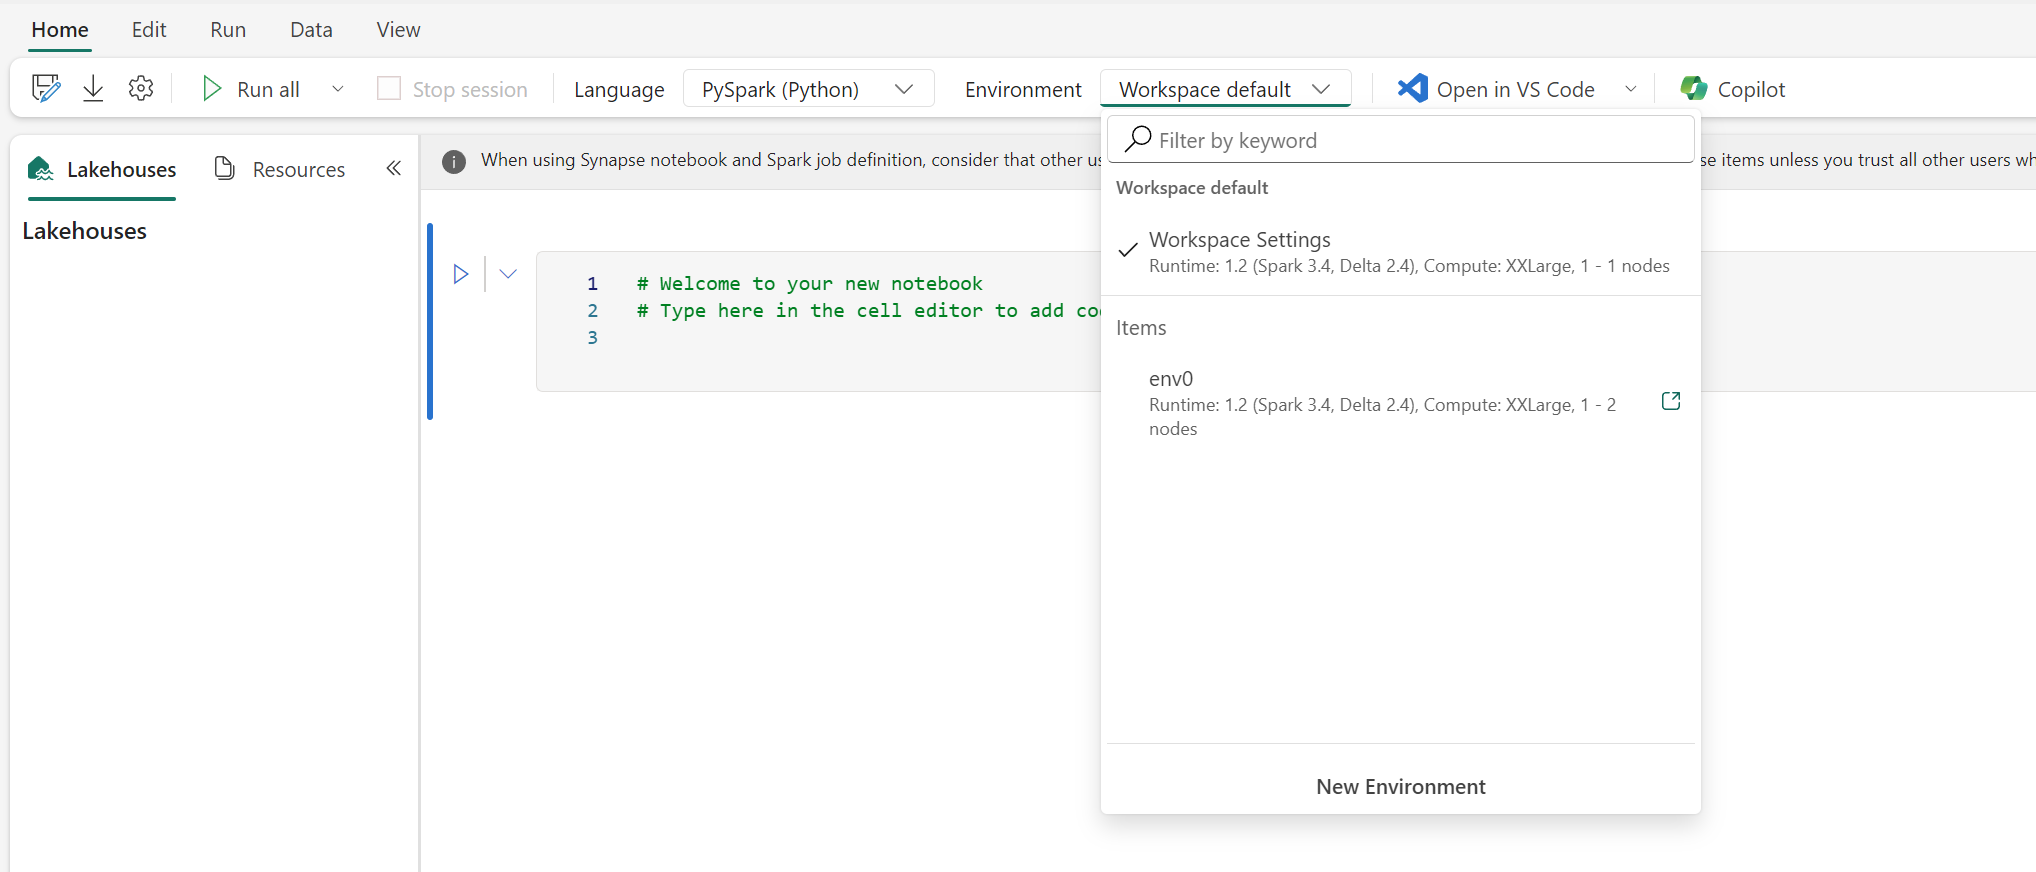 Home Edit Run Data View
Run all Stop session Language PySpark (Python) Environment Workspace default Open in VS Code Copilot
Lakehouses Resources
Lakehouses
When using Synapse notebook and Spark job definition, consider that other
se items unless you trust all other users
Filter by keyword
Workspace default
Workspace Settings
Runtime: 1.2 (Spark 3.4, Delta 2.4), Compute: XXLarge, 1 - 1 nodes
Items
env0
Runtime: 1.2 (Spark 3.4, Delta 2.4), Compute: XXLarge, 1 - 2
nodes
New Environment
1 # Welcome to your new notebook
2 # Type here in the cell editor to add
3